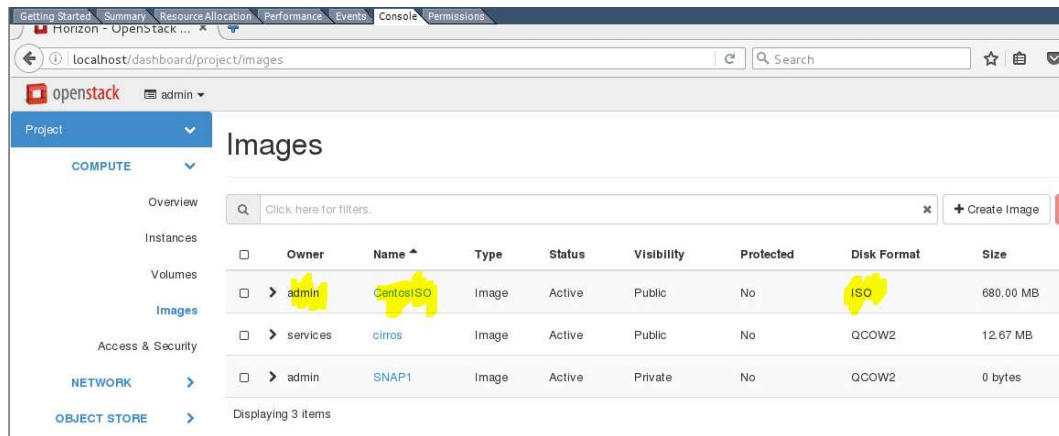 Getting Started Summary Resource Allocation Performance Events Console Permissions
Horizon - OpenStack ...
localhost/dashboard/project/images Search
openstack admin
Project
Images
COMPUTE
Overview
Click here for filters. Create Image
Instances
Owner Name Type Status Visibility Protected Disk Format Size
Volumes
admin CentosISO Image Active Public No ISO 680.00 MB
Images
services cirros Image Active Public No QCOW2 12.67 MB
Access & Security
admin SNAP1 Image Active Private No QCOW2 0 bytes
NETWORK
Displaying 3 items
OBJECT STORE